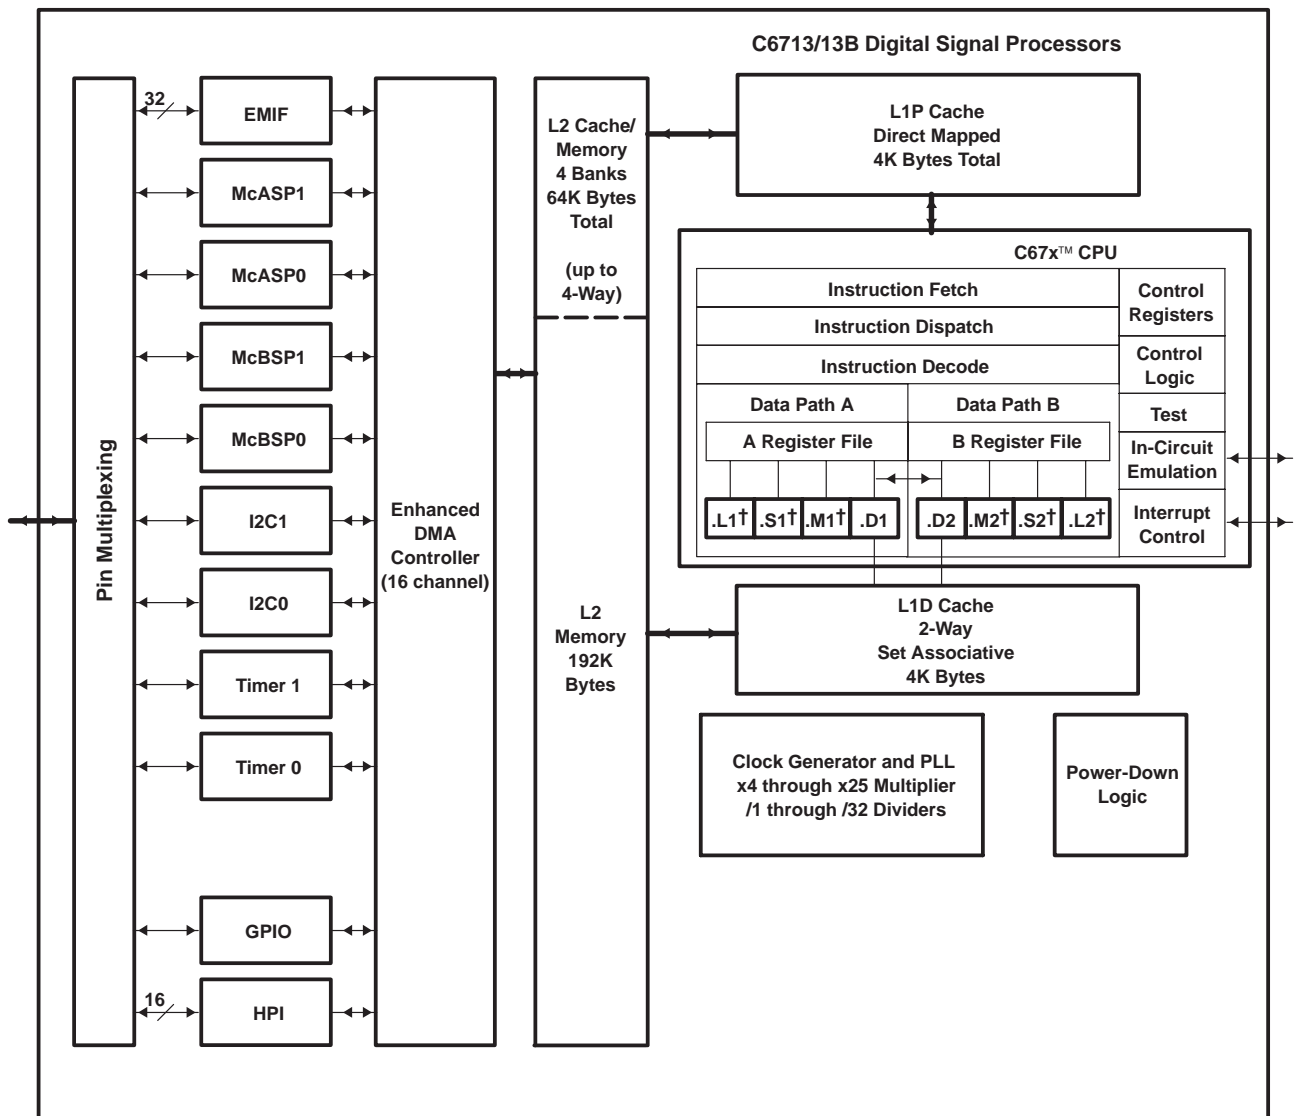 C6713/13B Digital Signal Processors
Pin Multiplexing
32
EMIF
McASP1
McASP0
McBSP1
McBSP0
I2C1
I2C0
Timer 1
Timer 0
GPIO
16
HPI
Enhanced
DMA
Controller
(16 channel)
L2 Cache/
Memory
4 Banks
64K Bytes
Total
(up to
4-Way)
L2
Memory
192K
Bytes
L1P Cache
Direct Mapped
4K Bytes Total
C67x™ CPU
Instruction Fetch
Instruction Dispatch
Instruction Decode
Data Path A
Data Path B
A Register File
B Register File
.L1† .S1† .M1† .D1
.D2 .M2† .S2† .L2†
Control
Registers
Control
Logic
Test
In-Circuit
Emulation
Interrupt
Control
L1D Cache
2-Way
Set Associative
4K Bytes
Clock Generator and PLL
x4 through x25 Multiplier
/1 through /32 Dividers
Power-Down
Logic